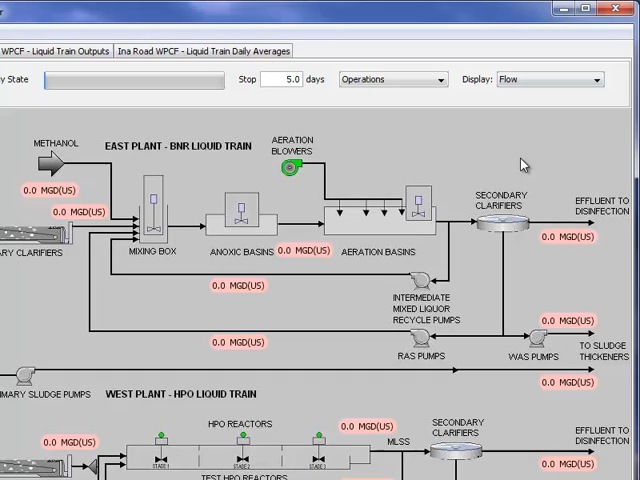 WPCF - Liquid Train Outputs
Ina Road WPCF - Liquid Train Daily Averages
State
Stop 5.0 days
Operations
Display: Flow
METHANOL
EAST PLANT - BNR LIQUID TRAIN
AERATION
BLOWERS
0.0 MGD(US)
0.0 MGD(US)
SECONDARY
CLARIFIERS
EFFLUENT TO
DISINFECTION
0.0 MGD(US)
CLARIFIERS
MIXING BOX
ANOXIC BASINS
0.0 MGD(US)
AERATION BASINS
0.0 MGD(US)
INTERMEDIATE
MIXED LIQUOR
RECYCLE PUMPS
0.0 MGD(US)
0.0 MGD(US)
RAS PUMPS
WAS PUMPS
TO SLUDGE
THICKENERS
0.0 MGD(US)
SLUDGE PUMPS
WEST PLANT - HPO LIQUID TRAIN
HPO REACTORS
0.0 MGD(US)
SECONDARY
CLARIFIERS
EFFLUENT TO
DISINFECTION
0.0 MGD(US)
MLSS
0.0 MGD(US)
STAGE 1
STAGE 2
STAGE 3
TEST HPO REACTORS